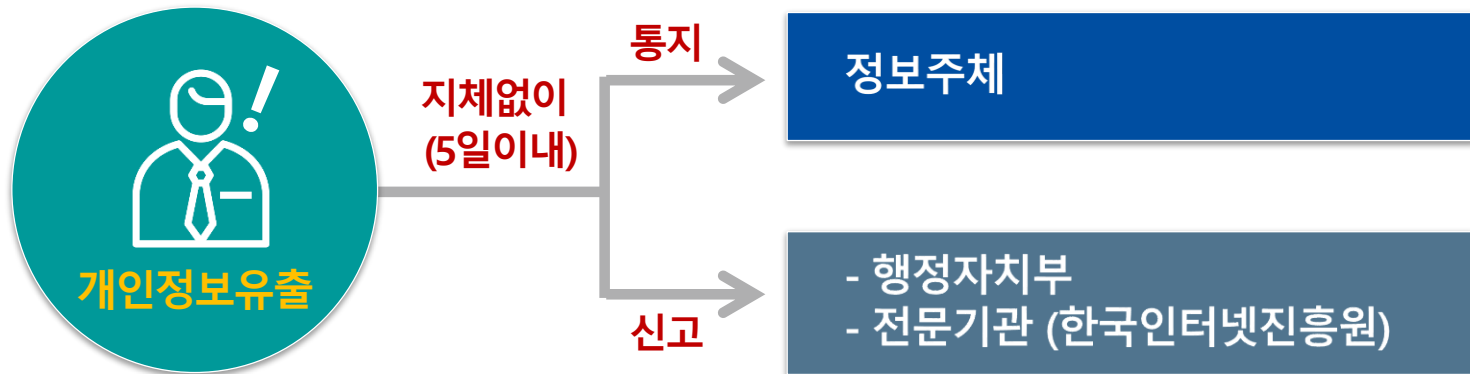 개인정보유출
지체없이
(5일이내)
통지
정보주체
신고
- 행정자치부
- 전문기관 (한국인터넷진흥원)